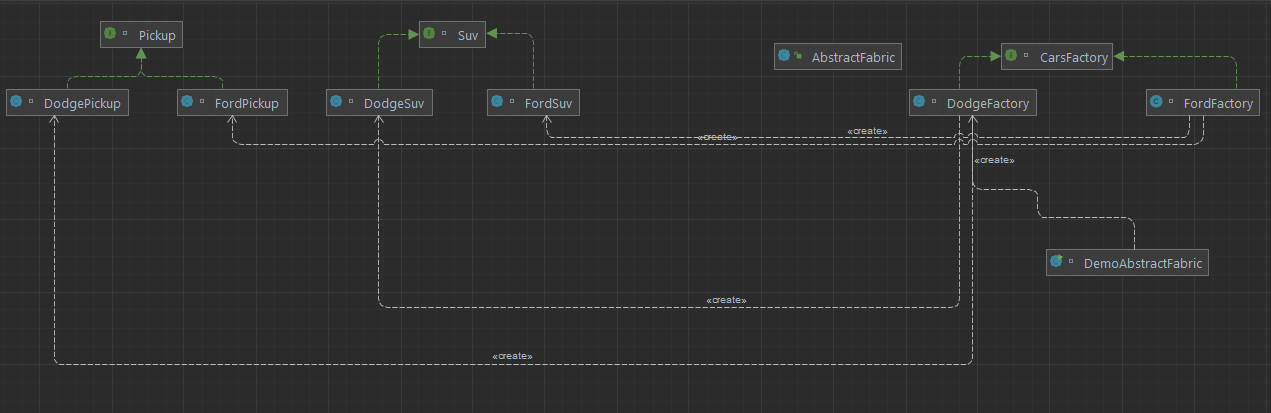 Pickup
Suv
AbstractFabric
CarsFactory
DodgePickup
FordPickup
DodgeSuv
FordSuv
DodgeFactory
FordFactory
«create»
«create»
«create»
DemoAbstractFabric
«create»
«create»